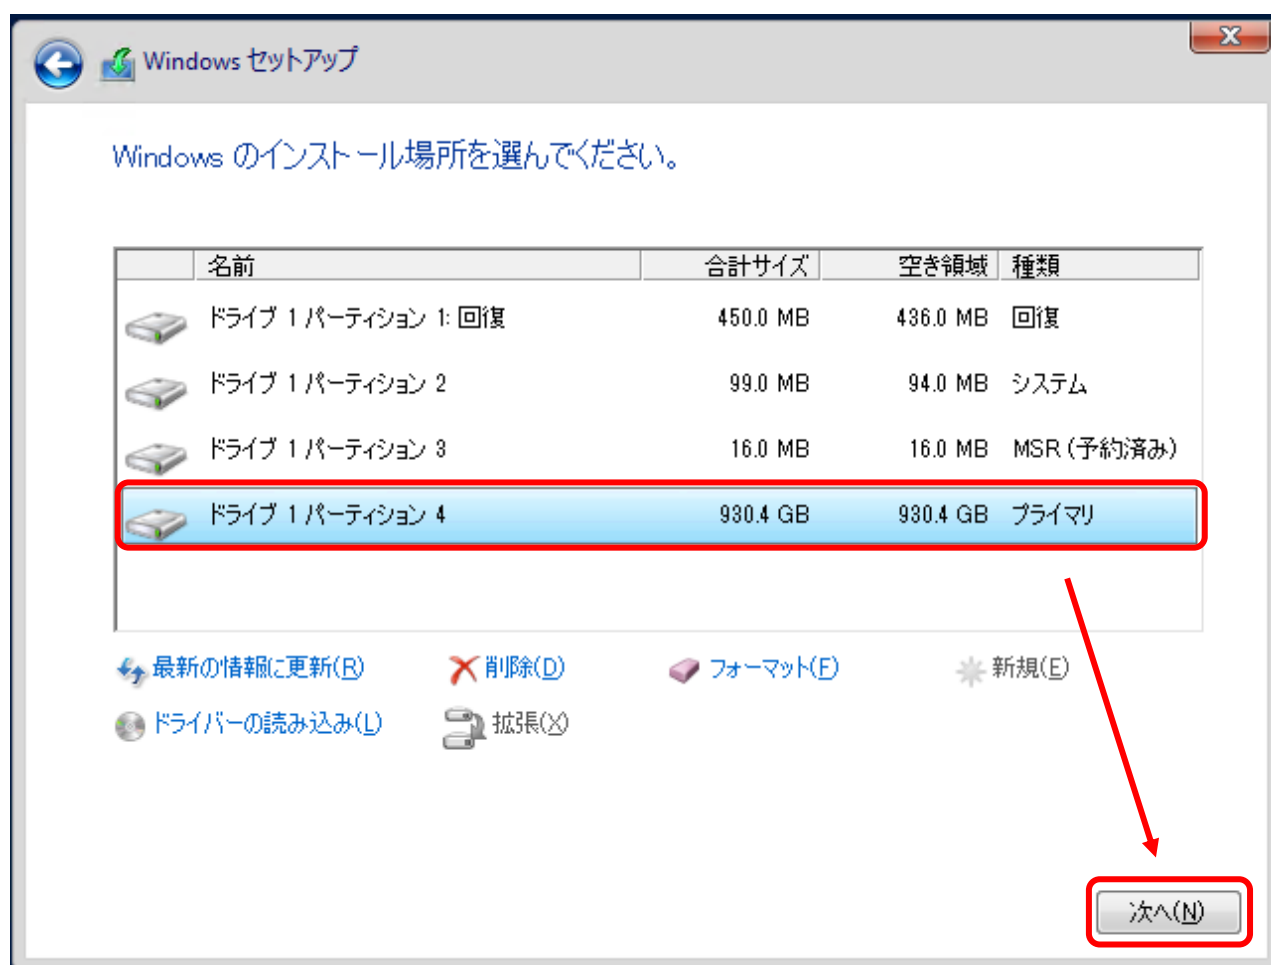 Windows セットアップ
Windows のインストール場所を選んでください。
名前 合計サイズ 空き領域 種類
ドライブ 1 パーティション 1: 回復 450.0 MB 436.0 MB 回復
ドライブ 1 パーティション 2 99.0 MB 94.0 MB システム
ドライブ 1 パーティション 3 16.0 MB 16.0 MB MSR (予約済み)
ドライブ 1 パーティション 4 930.4 GB 930.4 GB プライマリ
最新の情報に更新(R) 削除(D) フォーマット(F) 新規(E)
ドライバーの読み込み(L) 拡張(X)
次へ(N)